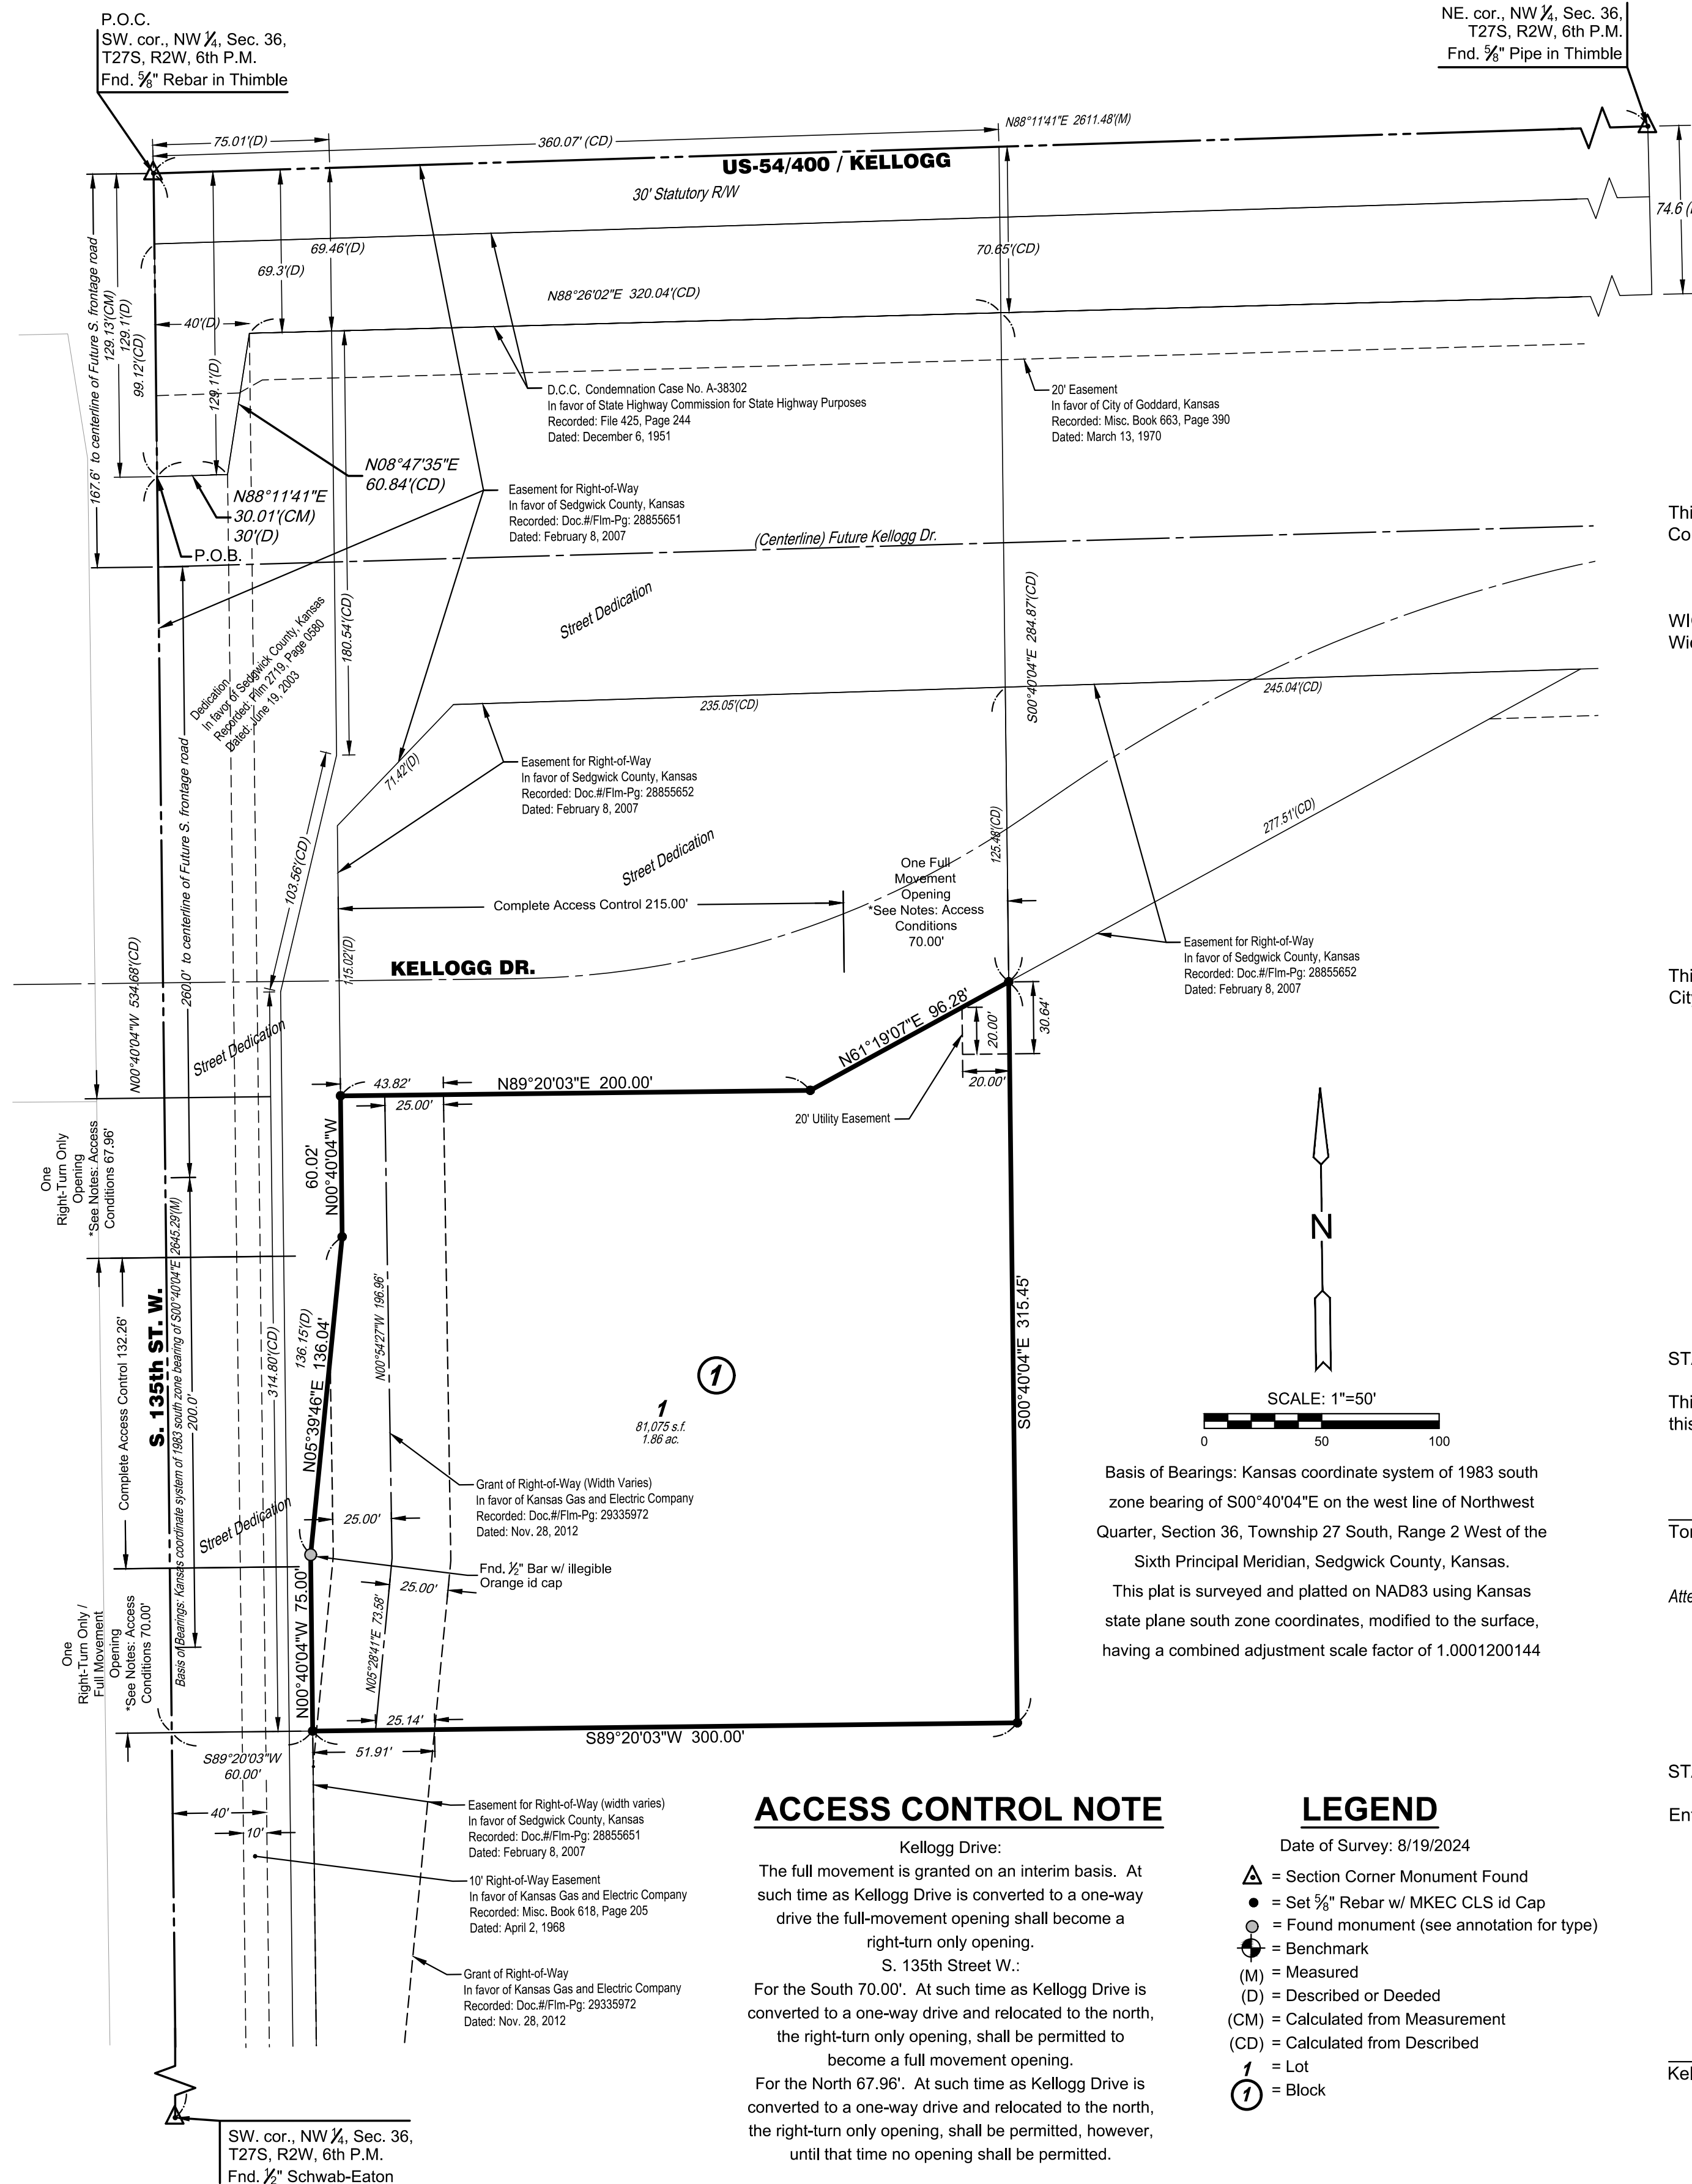 P.O.C.
SW. cor., NW ¼, Sec. 36,
T27S, R2W, 6th P.M.
Fnd. ⅝" Rebar in Thimble
NE. cor., NW ¼, Sec. 36,
T27S, R2W, 6th P.M.
Fnd. ⅝" Pipe in Thimble
75.01'(D)
360.07' (CD)
N88°11'41"E 2611.48'(M)
US-54/400 / KELLOGG
30' Statutory R/W
74.6
69.46'(D)
69.3'(D)
70.65'(CD)
N88°26'02"E 320.04'(CD)
40'(D)
167.6' to centerline of Future S. frontage road
129.13'(CM)
129.1'(D)
99.12'(CD)
129.1'(D)
D.C.C. Condemnation Case No. A-38302
In favor of State Highway Commission for State Highway Purposes
Recorded: File 425, Page 244
Dated: December 6, 1951
20' Easement
In favor of City of Goddard, Kansas
Recorded: Misc. Book 663, Page 390
Dated: March 13, 1970
N08°47'35"E
60.84'(CD)
N88°11'41"E
30.01'(CM)
30'(D)
P.O.B.
Easement for Right-of-Way
In favor of Sedgwick County, Kansas
Recorded: Doc.#/Flm-Pg: 28855651
Dated: February 8, 2007
(Centerline) Future Kellogg Dr.
Street Dedication
180.54'(CD)
S00°40'04"E 284.87'(CD)
Dedication
In favor of Sedgwick County, Kansas
Recorded: Film 2719, Page 0580
Dated: June 19, 2003
260.0' to centerline of Future S. frontage road
235.05'(CD)
245.04'(CD)
71.42'(D)
Easement for Right-of-Way
In favor of Sedgwick County, Kansas
Recorded: Doc.#/Flm-Pg: 28855652
Dated: February 8, 2007
277.51'(CD)
125.48'(CD)
103.56'(CD)
Street Dedication
One Full
Movement
Opening
*See Notes: Access
Conditions
70.00'
Complete Access Control 215.00'
115.02'(D)
KELLOGG DR.
Easement for Right-of-Way
In favor of Sedgwick County, Kansas
Recorded: Doc.#/Flm-Pg: 28855652
Dated: February 8, 2007
N00°40'04"W 534.68'(CD)
Street Dedication
N61°19'07"E 96.28'
20.00'
30.64'
20.00'
43.82'
N89°20'03"E 200.00'
25.00'
20' Utility Easement
60.02'
N00°40'04"W
One
Right-Turn Only
Opening
*See Notes: Access
Conditions 67.96'
N
S. 135th ST. W.
Basis of Bearings: Kansas coordinate system of 1983 south zone bearing of S00°40'04"E 2645.29'(M)
200.0'
Complete Access Control 132.26'
314.80'(CD)
136.15'(D)
N05°39'46"E 136.04'
N00°54'27"W 196.96'
S00°40'04"E 315.45'
1
1
81,075 s.f.
1.86 ac.
SCALE: 1"=50'
0 50 100
Grant of Right-of-Way (Width Varies)
In favor of Kansas Gas and Electric Company
Recorded: Doc.#/Flm-Pg: 29335972
Dated: Nov. 28, 2012
25.00'
Street Dedication
Fnd. ½" Bar w/ illegible
Orange id cap
25.00'
N00°40'04"W 75.00'
N05°28'41"E 73.58'
One
Right-Turn Only /
Full Movement
Opening
*See Notes: Access
Conditions 70.00'
Basis of Bearings: Kansas coordinate system of 1983 south
zone bearing of S00°40'04"E on the west line of Northwest
Quarter, Section 36, Township 27 South, Range 2 West of the
Sixth Principal Meridian, Sedgwick County, Kansas.
This plat is surveyed and platted on NAD83 using Kansas
state plane south zone coordinates, modified to the surface,
having a combined adjustment scale factor of 1.0001200144
25.14'
S89°20'03"W 300.00'
51.91'
S89°20'03"W
60.00'
40'
10'
Easement for Right-of-Way (width varies)
In favor of Sedgwick County, Kansas
Recorded: Doc.#/Flm-Pg: 28855651
Dated: February 8, 2007
10' Right-of-Way Easement
In favor of Kansas Gas and Electric Company
Recorded: Misc. Book 618, Page 205
Dated: April 2, 1968
Grant of Right-of-Way
In favor of Kansas Gas and Electric Company
Recorded: Doc.#/Flm-Pg: 29335972
Dated: Nov. 28, 2012
SW. cor., NW ¼, Sec. 36,
T27S, R2W, 6th P.M.
Fnd. ½" Schwab-Eaton
ACCESS CONTROL NOTE
Kellogg Drive:
The full movement is granted on an interim basis. At
such time as Kellogg Drive is converted to a one-way
drive the full-movement opening shall become a
right-turn only opening.
S. 135th Street W.:
For the South 70.00'. At such time as Kellogg Drive is
converted to a one-way drive and relocated to the north,
the right-turn only opening, shall be permitted to
become a full movement opening.
For the North 67.96'. At such time as Kellogg Drive is
converted to a one-way drive and relocated to the north,
the right-turn only opening, shall be permitted, however,
until that time no opening shall be permitted.
LEGEND
Date of Survey: 8/19/2024
= Section Corner Monument Found
= Set ⅝" Rebar w/ MKEC CLS id Cap
= Found monument (see annotation for type)
= Benchmark
(M) = Measured
(D) = Described or Deeded
(CM) = Calculated from Measurement
(CD) = Calculated from Described
1 = Lot
1 = Block